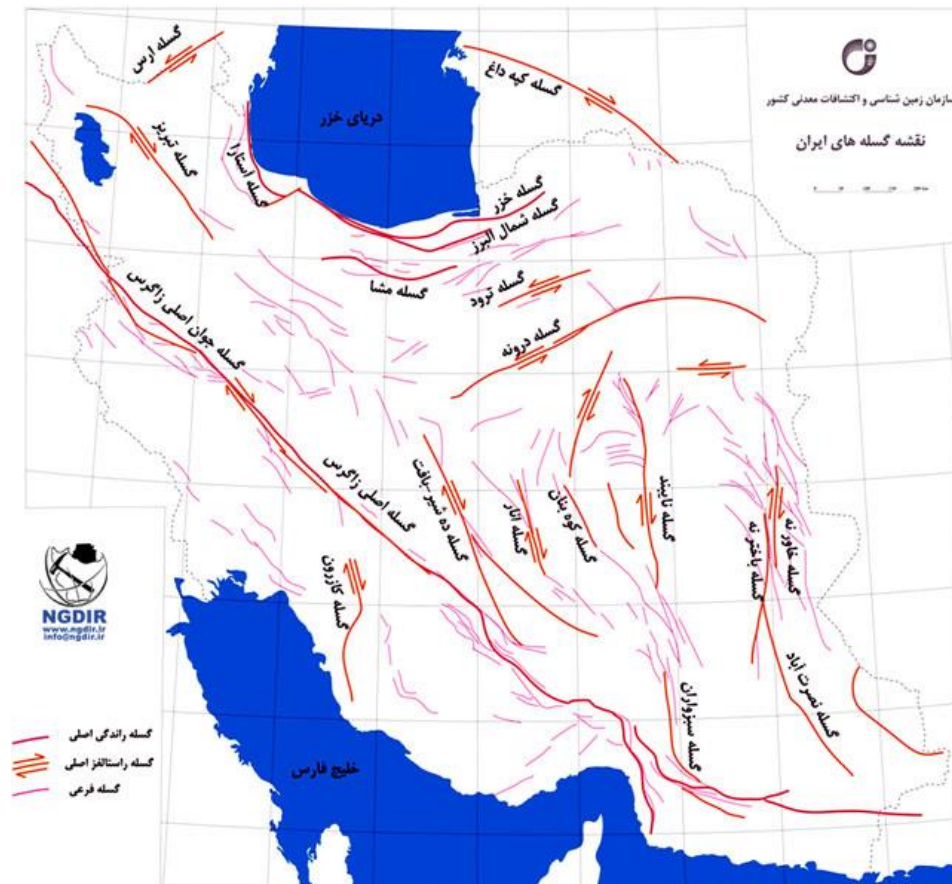 سازمان زمین شناسی و اکتشافات معدنی کشور
نقشه گسله های ایران
گسله ارس
گسله کپه داغ
دریای خزر
گسله تبریز
گسله آستارا
گسله خزر
گسله شمال البرز
گسله مشا
گسله ترود
گسله جوان اصلی زاگرس
گسله درونه
گسله اصلی زاگرس
گسله ده شیر-بافت
گسله انار
گسله کوه بنان
گسله نایبند
گسله باختر نه
گسله خاور نه
گسله کازرون
گسله سبزواران
گسله نصرت آباد
خلیج فارس
NGDIR
www.ngdir.ir
info@ngdir.ir
گسله راندگی اصلی
گسله راستالغز اصلی
گسله فرعی